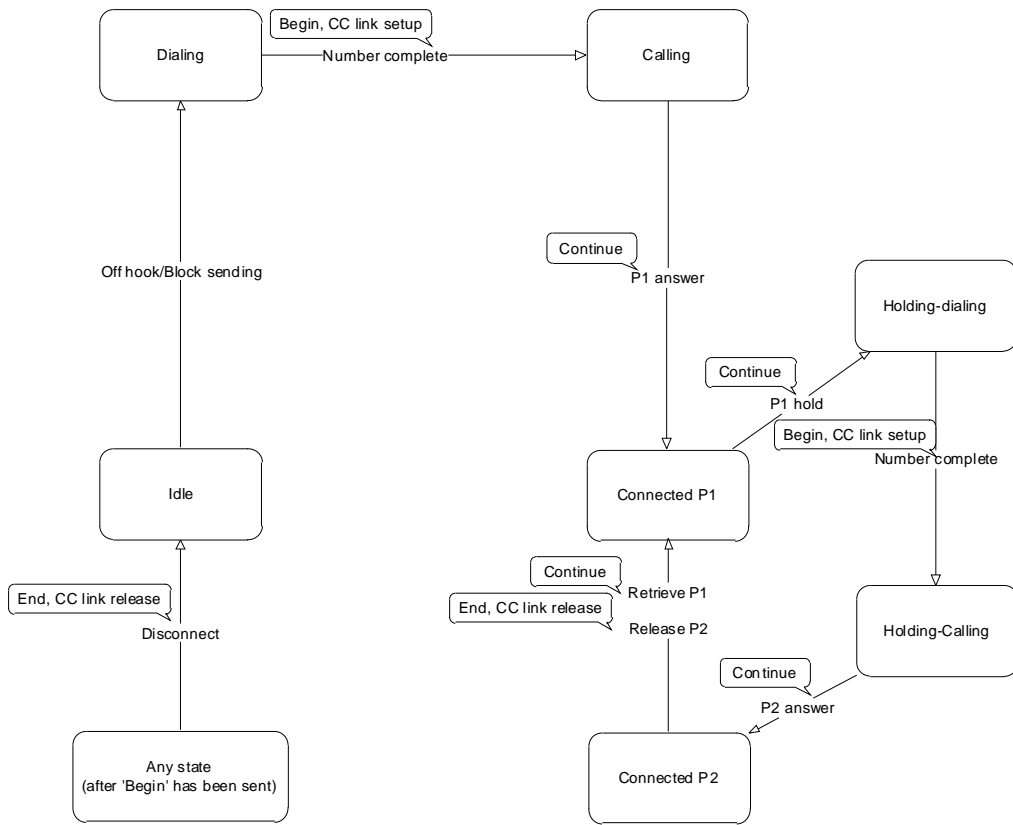 Begin, CC link setup
Dialing
Number complete
Calling
Continue
Off hook/Block sending
P1 answer
Holding-dialing
Continue
P1 hold
Begin, CC link setup
Number complete
Idle
Connected P1
Continue
Retrieve P1
End, CC link release
End, CC link release
Release P2
Disconnect
Holding-Calling
Continue
P2 answer
Any state
(after 'Begin' has been sent)
Connected P2